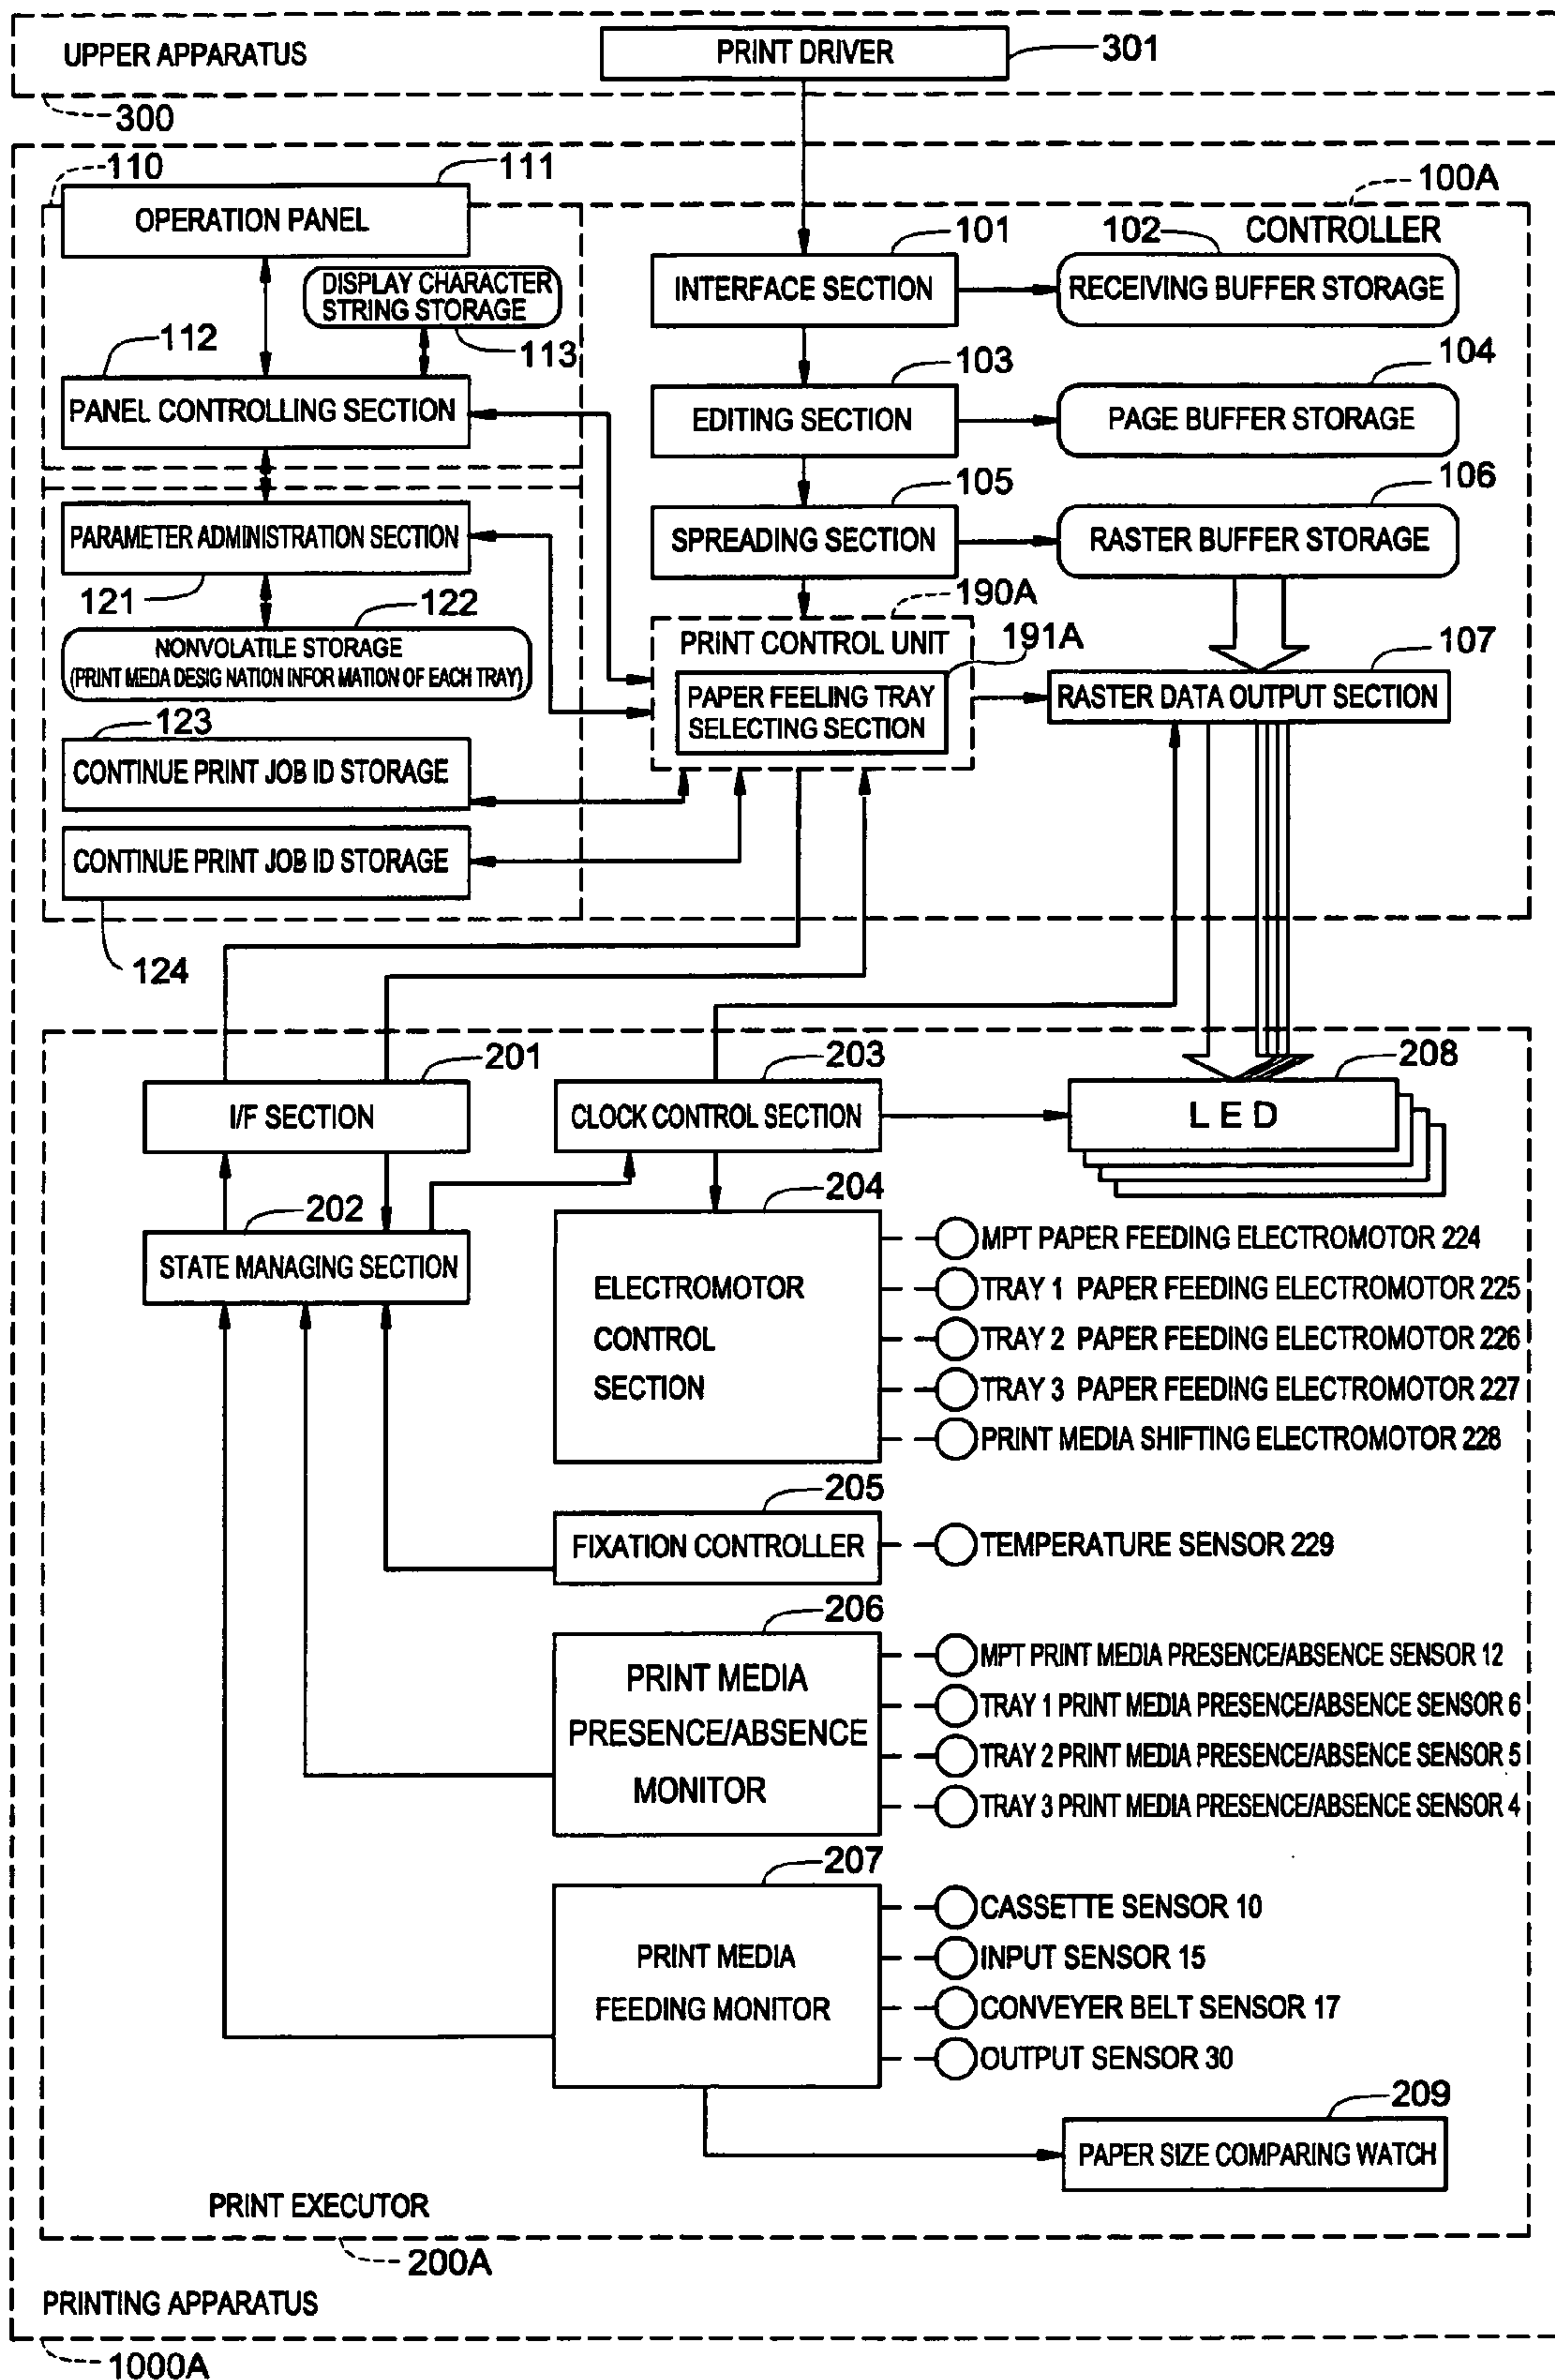 UPPER APPARATUS
PRINT DRIVER
301
300
110
111
100A
OPERATION PANEL
101
102
CONTROLLER
DISPLAY CHARACTER
STRING STORAGE
INTERFACE SECTION
RECEIVING BUFFER STORAGE
112
113
103
104
PANEL CONTROLLING SECTION
EDITING SECTION
PAGE BUFFER STORAGE
105
106
PARAMETER ADMINISTRATION SECTION
SPREADING SECTION
RASTER BUFFER STORAGE
121
122
190A
NONVOLATILE STORAGE
(PRINT MEDA DESIG NATION INFOR MATION OF EACH TRAY)
PRINT CONTROL UNIT
191A
107
PAPER FEELING TRAY
SELECTING SECTION
RASTER DATA OUTPUT SECTION
123
CONTINUE PRINT JOB ID STORAGE
CONTINUE PRINT JOB ID STORAGE
124
201
203
208
I/F SECTION
CLOCK CONTROL SECTION
LED
202
204
STATE MANAGING SECTION
ELECTROMOTOR
CONTROL
SECTION
MPT PAPER FEEDING ELECTROMOTOR 224
TRAY 1 PAPER FEEDING ELECTROMOTOR 225
TRAY 2 PAPER FEEDING ELECTROMOTOR 226
TRAY 3 PAPER FEEDING ELECTROMOTOR 227
PRINT MEDIA SHIFTING ELECTROMOTOR 228
205
FIXATION CONTROLLER
TEMPERATURE SENSOR 229
206
PRINT MEDIA
PRESENCE/ABSENCE
MONITOR
MPT PRINT MEDIA PRESENCE/ABSENCE SENSOR 12
TRAY 1 PRINT MEDIA PRESENCE/ABSENCE SENSOR 6
TRAY 2 PRINT MEDIA PRESENCE/ABSENCE SENSOR 5
TRAY 3 PRINT MEDIA PRESENCE/ABSENCE SENSOR 4
207
PRINT MEDIA
FEEDING MONITOR
CASSETTE SENSOR 10
INPUT SENSOR 15
CONVEYER BELT SENSOR 17
OUTPUT SENSOR 30
209
PAPER SIZE COMPARING WATCH
PRINT EXECUTOR
200A
PRINTING APPARATUS
1000A